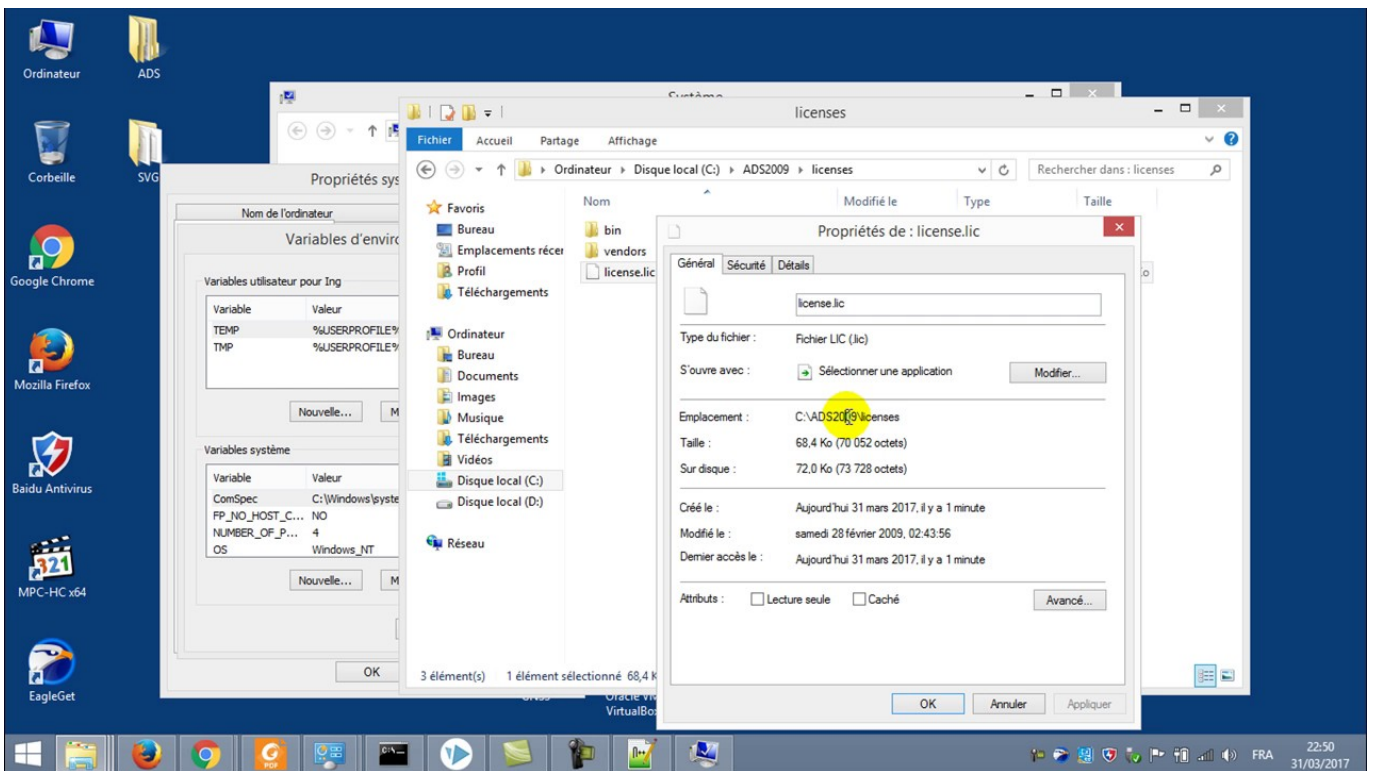 Ordinateur
ADS
Corbeille
SVG
Google Chrome
Mozilla Firefox
Baidu Antivirus
MPC-HC x64
EagleGet
Système
Propriétés sys
Nom de l'ordinateur
Variables d'enviro
Variables utilisateur pour Ing
Variable Valeur
TEMP %USERPROFILE%
TMP %USERPROFILE%
Nouvelle... M
Variables système
Variable Valeur
ComSpec C:\Windows\syste
FP_NO_HOST_C... NO
NUMBER_OF_P... 4
OS Windows_NT
Nouvelle... M
OK
licenses
Fichier Accueil Partage Affichage
Ordinateur Disque local (C:) ADS2009 licenses
Rechercher dans : licenses
Nom Modifié le Type Taille
Favoris
Bureau
Emplacements récer
Profil
Téléchargements
Ordinateur
Bureau
Documents
Images
Musique
Téléchargements
Vidéos
Disque local (C:)
Disque local (D:)
Réseau
bin
vendors
license.lic
3 élément(s) 1 élément sélectionné 68,4 K
VirtualBo
Propriétés de : license.lic
Général Sécurité Détails
license.lic
Type du fichier : Fichier LIC (.lic)
S'ouvre avec : Sélectionner une application Modifier...
Emplacement : C:\ADS2009\licenses
Taille : 68,4 Ko (70 052 octets)
Sur disque : 72,0 Ko (73 728 octets)
Créé le : Aujourd'hui 31 mars 2017, il y a 1 minute
Modifié le : samedi 28 février 2009, 02:43:56
Dernier accès le : Aujourd'hui 31 mars 2017, il y a 1 minute
Attributs : Lecture seule Caché Avancé...
OK Annuler Appliquer
FRA
22:50
31/03/2017